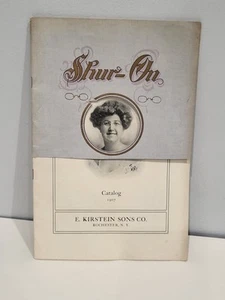 Shur-On
Catalog
E. KIRSTEIN SONS CO.
ROCHESTER, N. Y.